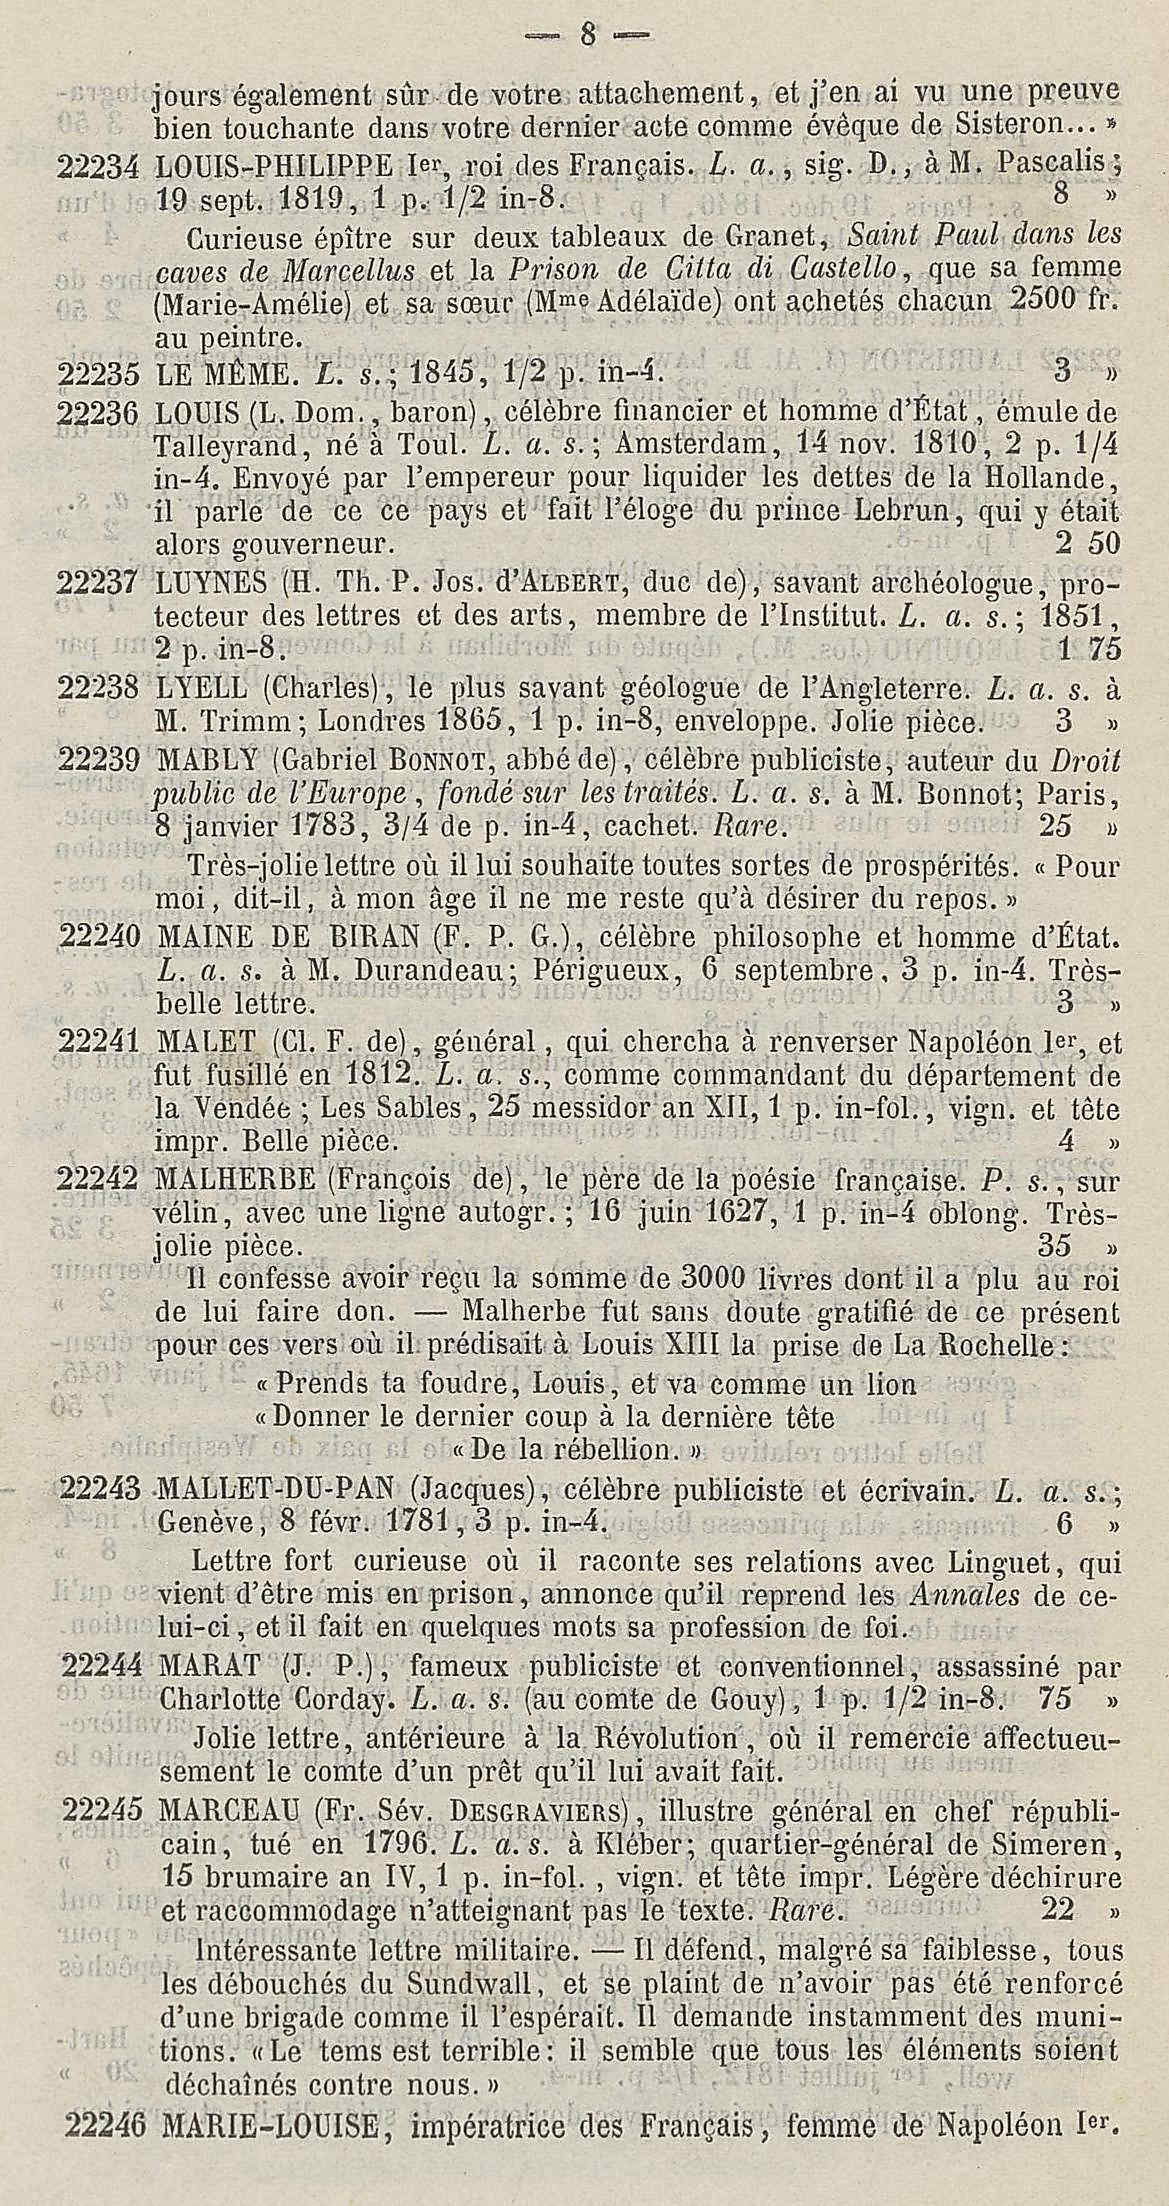 — 8 —
jours également sûr de votre attachement, et j'en ai vu une preuve
bien touchante dans votre dernier acte comme évêque de Sisteron... »
22234 LOUIS-PHILIPPE Ier, roi des Français. L. a., sig. D., à M. Pascalis;
19 sept. 1819, 1 p. 1/2 in-8. 8 »
Curieuse épître sur deux tableaux de Granet, Saint Paul dans les
caves de Marcellus et la Prison de Citta di Castello, que sa femme
(Marie-Amélie) et sa sœur (Mme Adélaïde) ont achetés chacun 2500 fr.
au peintre.
22235 LE MÊME. L. s.; 1845, 1/2 p. in-4. 3 »
22236 LOUIS (L. Dom., baron), célèbre financier et homme d'État, émule de
Talleyrand, né à Toul. L. a. s.; Amsterdam, 14 nov. 1810, 2 p. 1/4
in-4. Envoyé par l'empereur pour liquider les dettes de la Hollande,
il parle de ce ce pays et fait l'éloge du prince Lebrun, qui y était
alors gouverneur. 2 50
22237 LUYNES (H. Th. P. Jos. d'ALBERT, duc de), savant archéologue, pro-
tecteur des lettres et des arts, membre de l'Institut. L. a. s.; 1851,
2 p. in-8. 1 75
22238 LYELL (Charles), le plus savant géologue de l'Angleterre. L. a. s. à
M. Trimm; Londres 1865, 1 p. in-8, enveloppe. Jolie pièce. 3 »
22239 MABLY (Gabriel BONNOT, abbé de), célèbre publiciste, auteur du Droit
public de l'Europe, fondé sur les traités. L. a. s. à M. Bonnot; Paris,
8 janvier 1783, 3/4 de p. in-4, cachet. Rare. 25 »
Très-jolie lettre où il lui souhaite toutes sortes de prospérités. « Pour
moi, dit-il, à mon âge il ne me reste qu'à désirer du repos. »
22240 MAINE DE BIRAN (F. P. G.), célèbre philosophe et homme d'État.
L. a. s. à M. Durandeau; Périgueux, 6 septembre, 3 p. in-4. Très-
belle lettre. 3 »
22241 MALET (Cl. F. de), général, qui chercha à renverser Napoléon Ier, et
fut fusillé en 1812. L. a. s., comme commandant du département de
la Vendée; Les Sables, 25 messidor an XII, 1 p. in-fol., vign. et tête
impr. Belle pièce. 4 »
22242 MALHERBE (François de), le père de la poésie française. P. s., sur
vélin, avec une ligne autogr.; 16 juin 1627, 1 p. in-4 oblong. Très-
jolie pièce. 35 »
Il confesse avoir reçu la somme de 3000 livres dont il a plu au roi
de lui faire don. — Malherbe fut sans doute gratifié de ce présent
pour ces vers où il prédisait à Louis XIII la prise de La Rochelle:
« Prends ta foudre, Louis, et va comme un lion
« Donner le dernier coup à la dernière tête
« De la rébellion. »
22243 MALLET-DU-PAN (Jacques), célèbre publiciste et écrivain. L. a. s.;
Genève, 8 févr. 1781, 3 p. in-4. 6 »
Lettre fort curieuse où il raconte ses relations avec Linguet, qui
vient d'être mis en prison, annonce qu'il reprend les Annales de ce-
lui-ci, et il fait en quelques mots sa profession de foi.
22244 MARAT (J. P.), fameux publiciste et conventionnel, assassiné par
Charlotte Corday. L. a. s. (au comte de Gouy), 1 p. 1/2 in-8. 75 »
Jolie lettre, antérieure à la Révolution, où il remercie affectueu-
sement le comte d'un prêt qu'il lui avait fait.
22245 MARCEAU (Fr. Sév. DESGRAVIERS), illustre général en chef républi-
cain, tué en 1796. L. a. s. à Kléber; quartier-général de Simeren,
15 brumaire an IV, 1 p. in-fol., vign. et tête impr. Légère déchirure
et raccommodage n'atteignant pas le texte. Rare. 22 »
Intéressante lettre militaire. — Il défend, malgré sa faiblesse, tous
les débouchés du Sundwall, et se plaint de n'avoir pas été renforcé
d'une brigade comme il l'espérait. Il demande instamment des muni-
tions. « Le tems est terrible: il semble que tous les éléments soient
déchaînés contre nous. »
22246 MARIE-LOUISE, impératrice des Français, femme de Napoléon Ier.